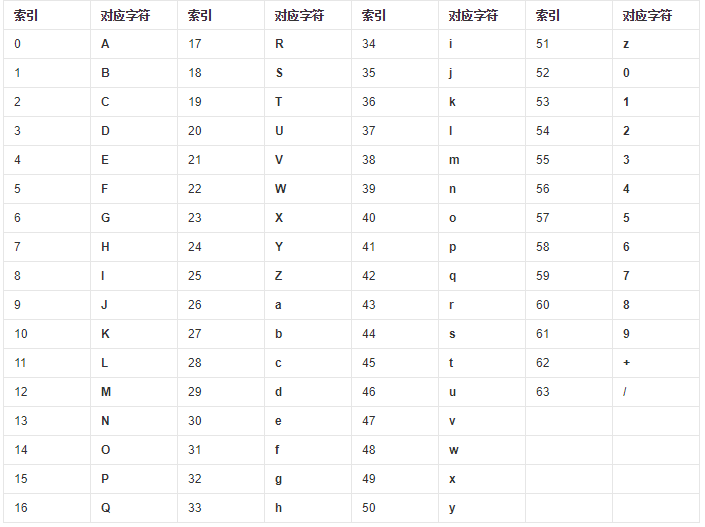 索引 对应字符 索引 对应字符 索引 对应字符 索引 对应字符
0 A 17 R 34 i 51 z
1 B 18 S 35 j 52 0
2 C 19 T 36 k 53 1
3 D 20 U 37 l 54 2
4 E 21 V 38 m 55 3
5 F 22 W 39 n 56 4
6 G 23 X 40 o 57 5
7 H 24 Y 41 p 58 6
8 I 25 Z 42 q 59 7
9 J 26 a 43 r 60 8
10 K 27 b 44 s 61 9
11 L 28 c 45 t 62 +
12 M 29 d 46 u 63 /
13 N 30 e 47 v
14 O 31 f 48 w
15 P 32 g 49 x
16 Q 33 h 50 y